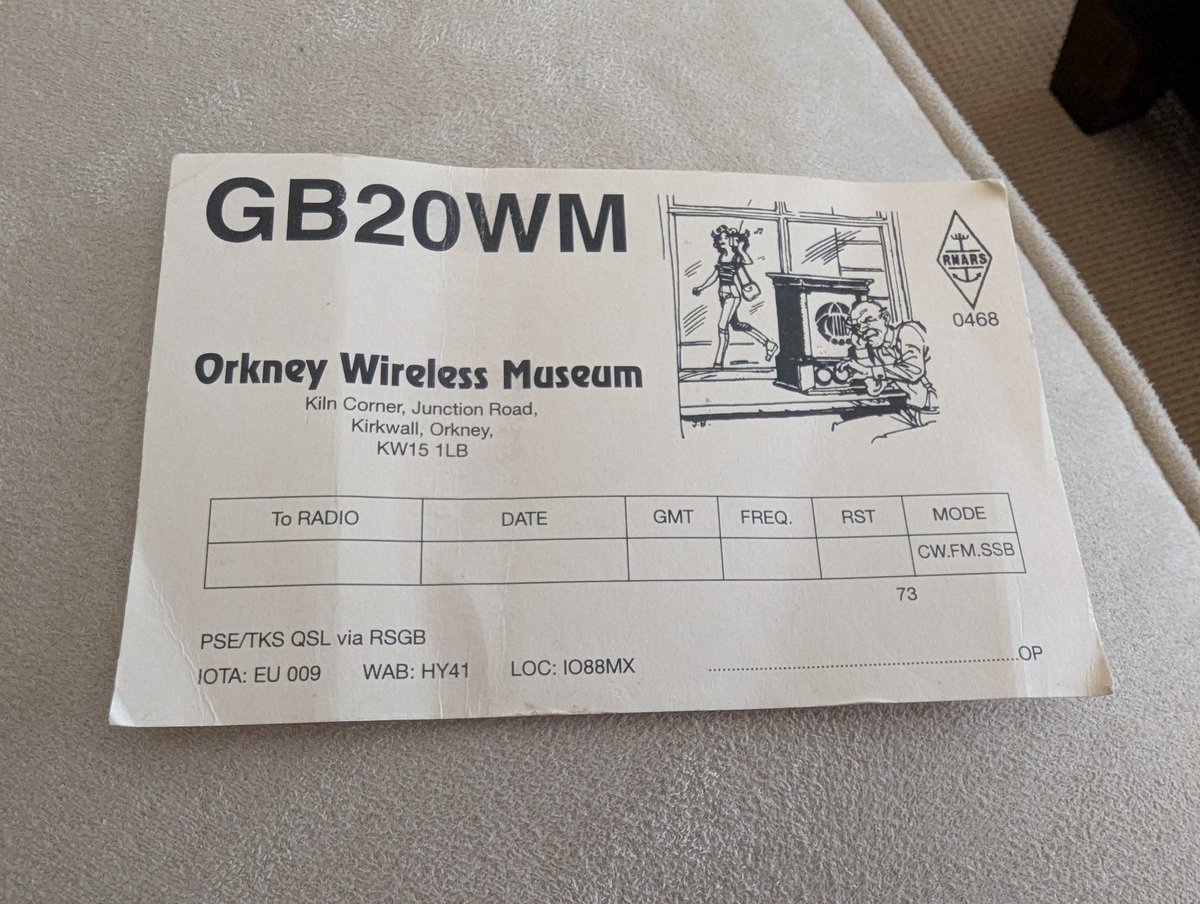 GB20WM
RNARS
0468
Orkney Wireless Museum
Kiln Corner, Junction Road,
Kirkwall, Orkney,
KW15 1LB
To RADIO DATE GMT FREQ. RST MODE
CW.FM.SSB
73
PSE/TKS QSL via RSGB
IOTA: EU 009 WAB: HY41 LOC: IO88MX ....................................................................OP